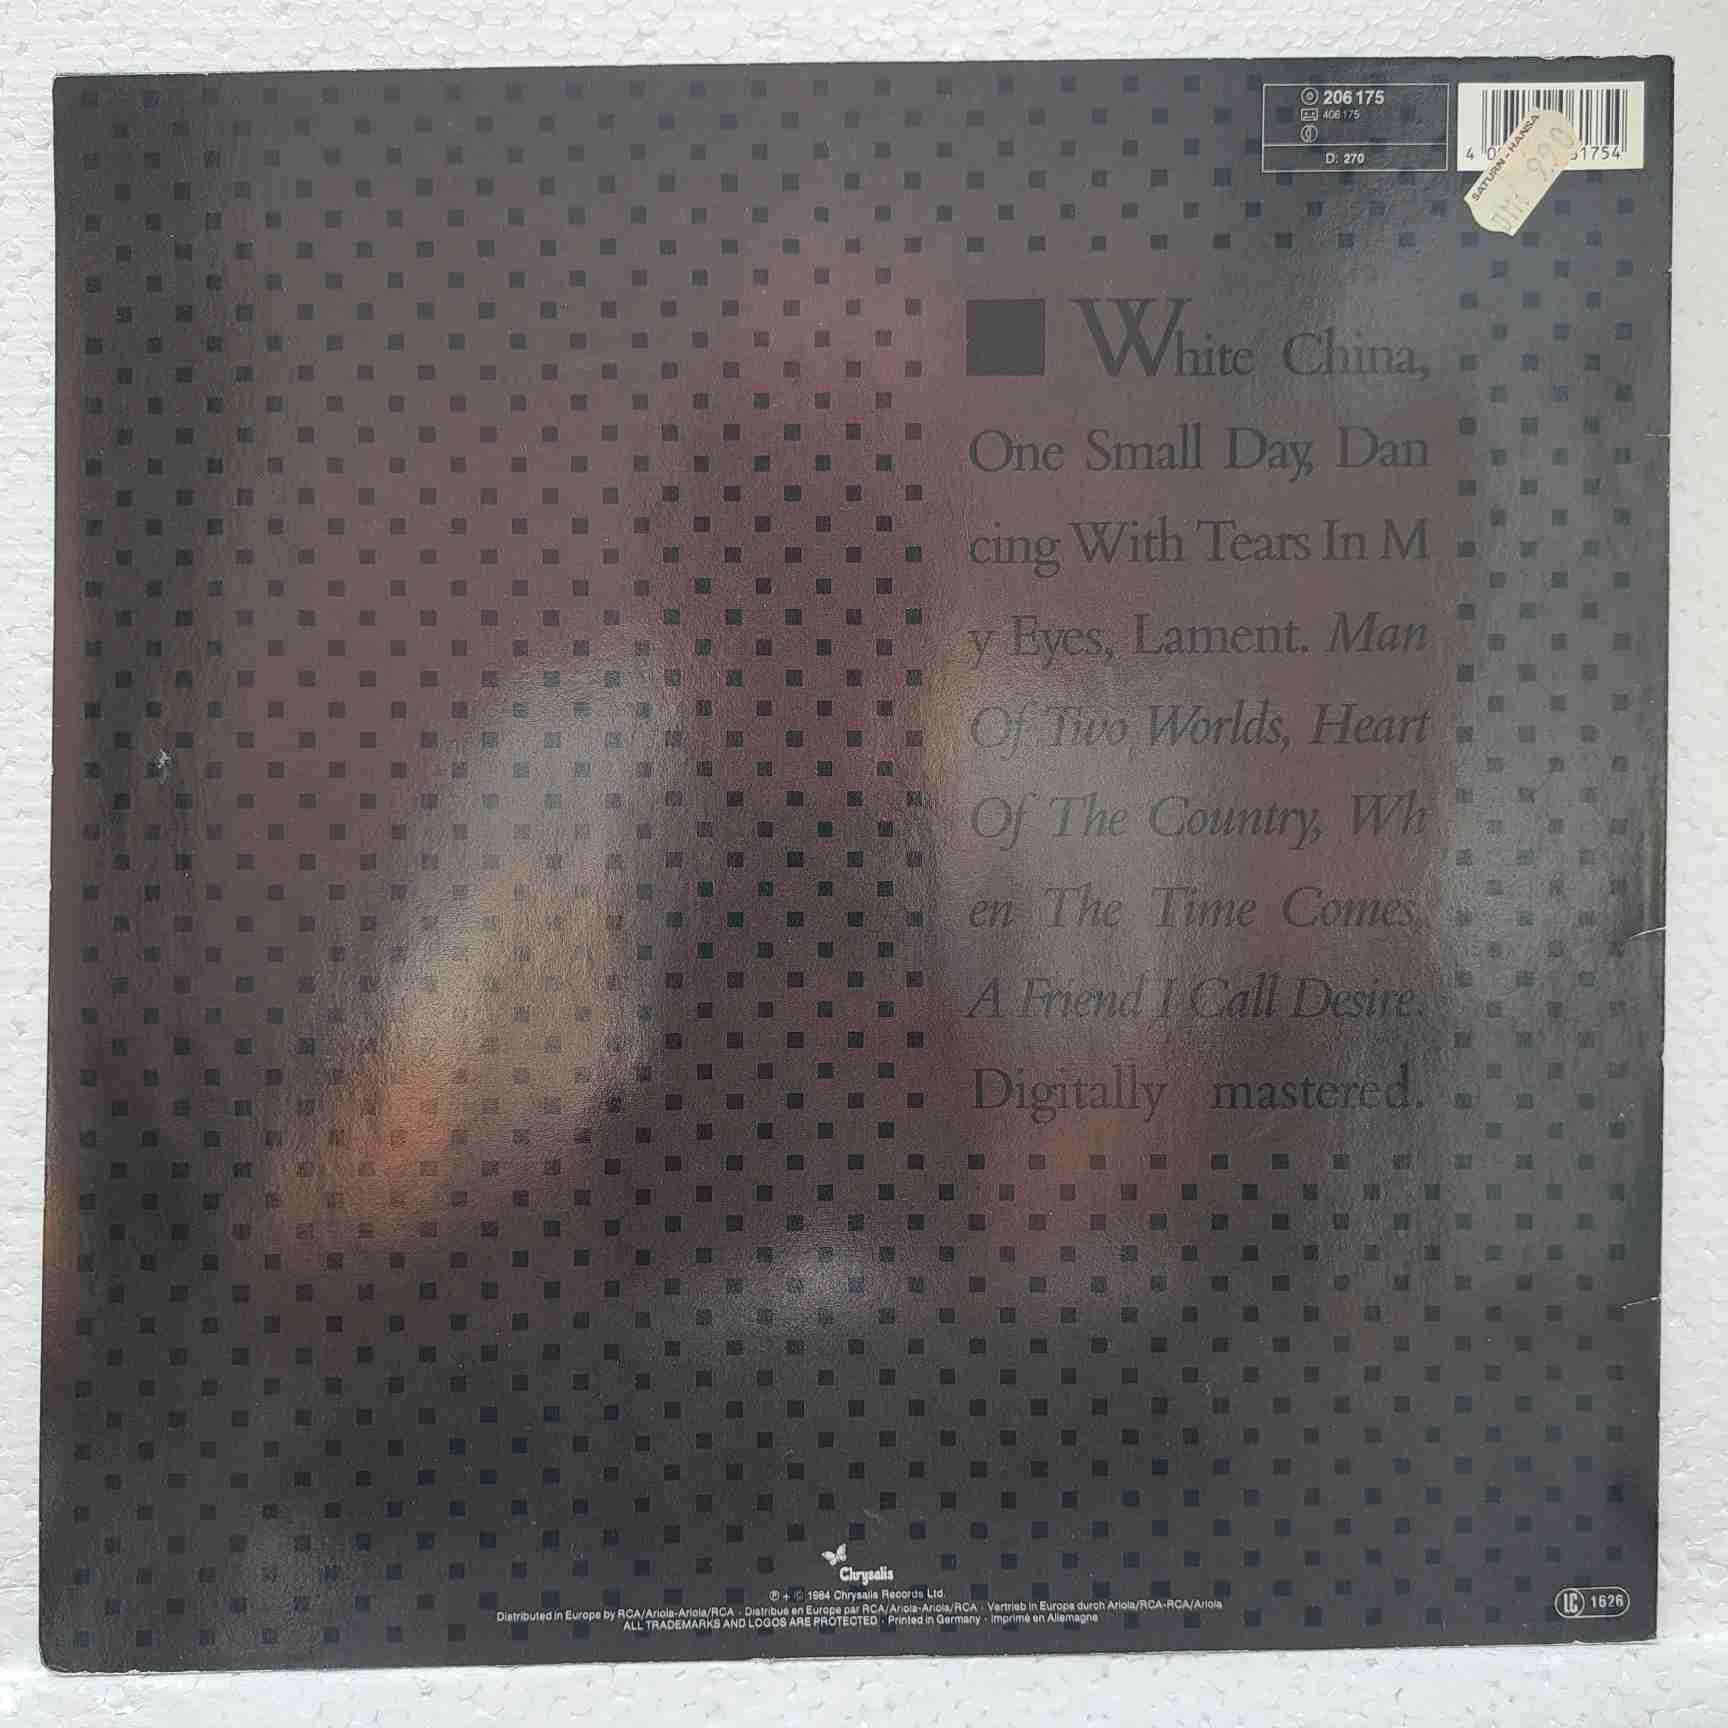 206 175
406 175
D: 270
SATURN-HANSA
DM
White China,
One Small Day, Dan
cing With Tears In M
y Eyes, Lament. Man
Of Two Worlds, Heart
Of The Country, Wh
en The Time Comes.
A Friend I Call Desire.
Digitally mastered.
Chrysalis
℗ + © 1984 Chrysalis Records Ltd.
Distributed in Europe by RCA/Ariola-Ariola/RCA · Distribué en Europe par RCA/Ariola-Ariola/RCA · Vertrieb in Europa durch Ariola/RCA-RCA/Ariola
ALL TRADEMARKS AND LOGOS ARE PROTECTED · Printed in Germany · Imprimé en Allemagne
LC 1626